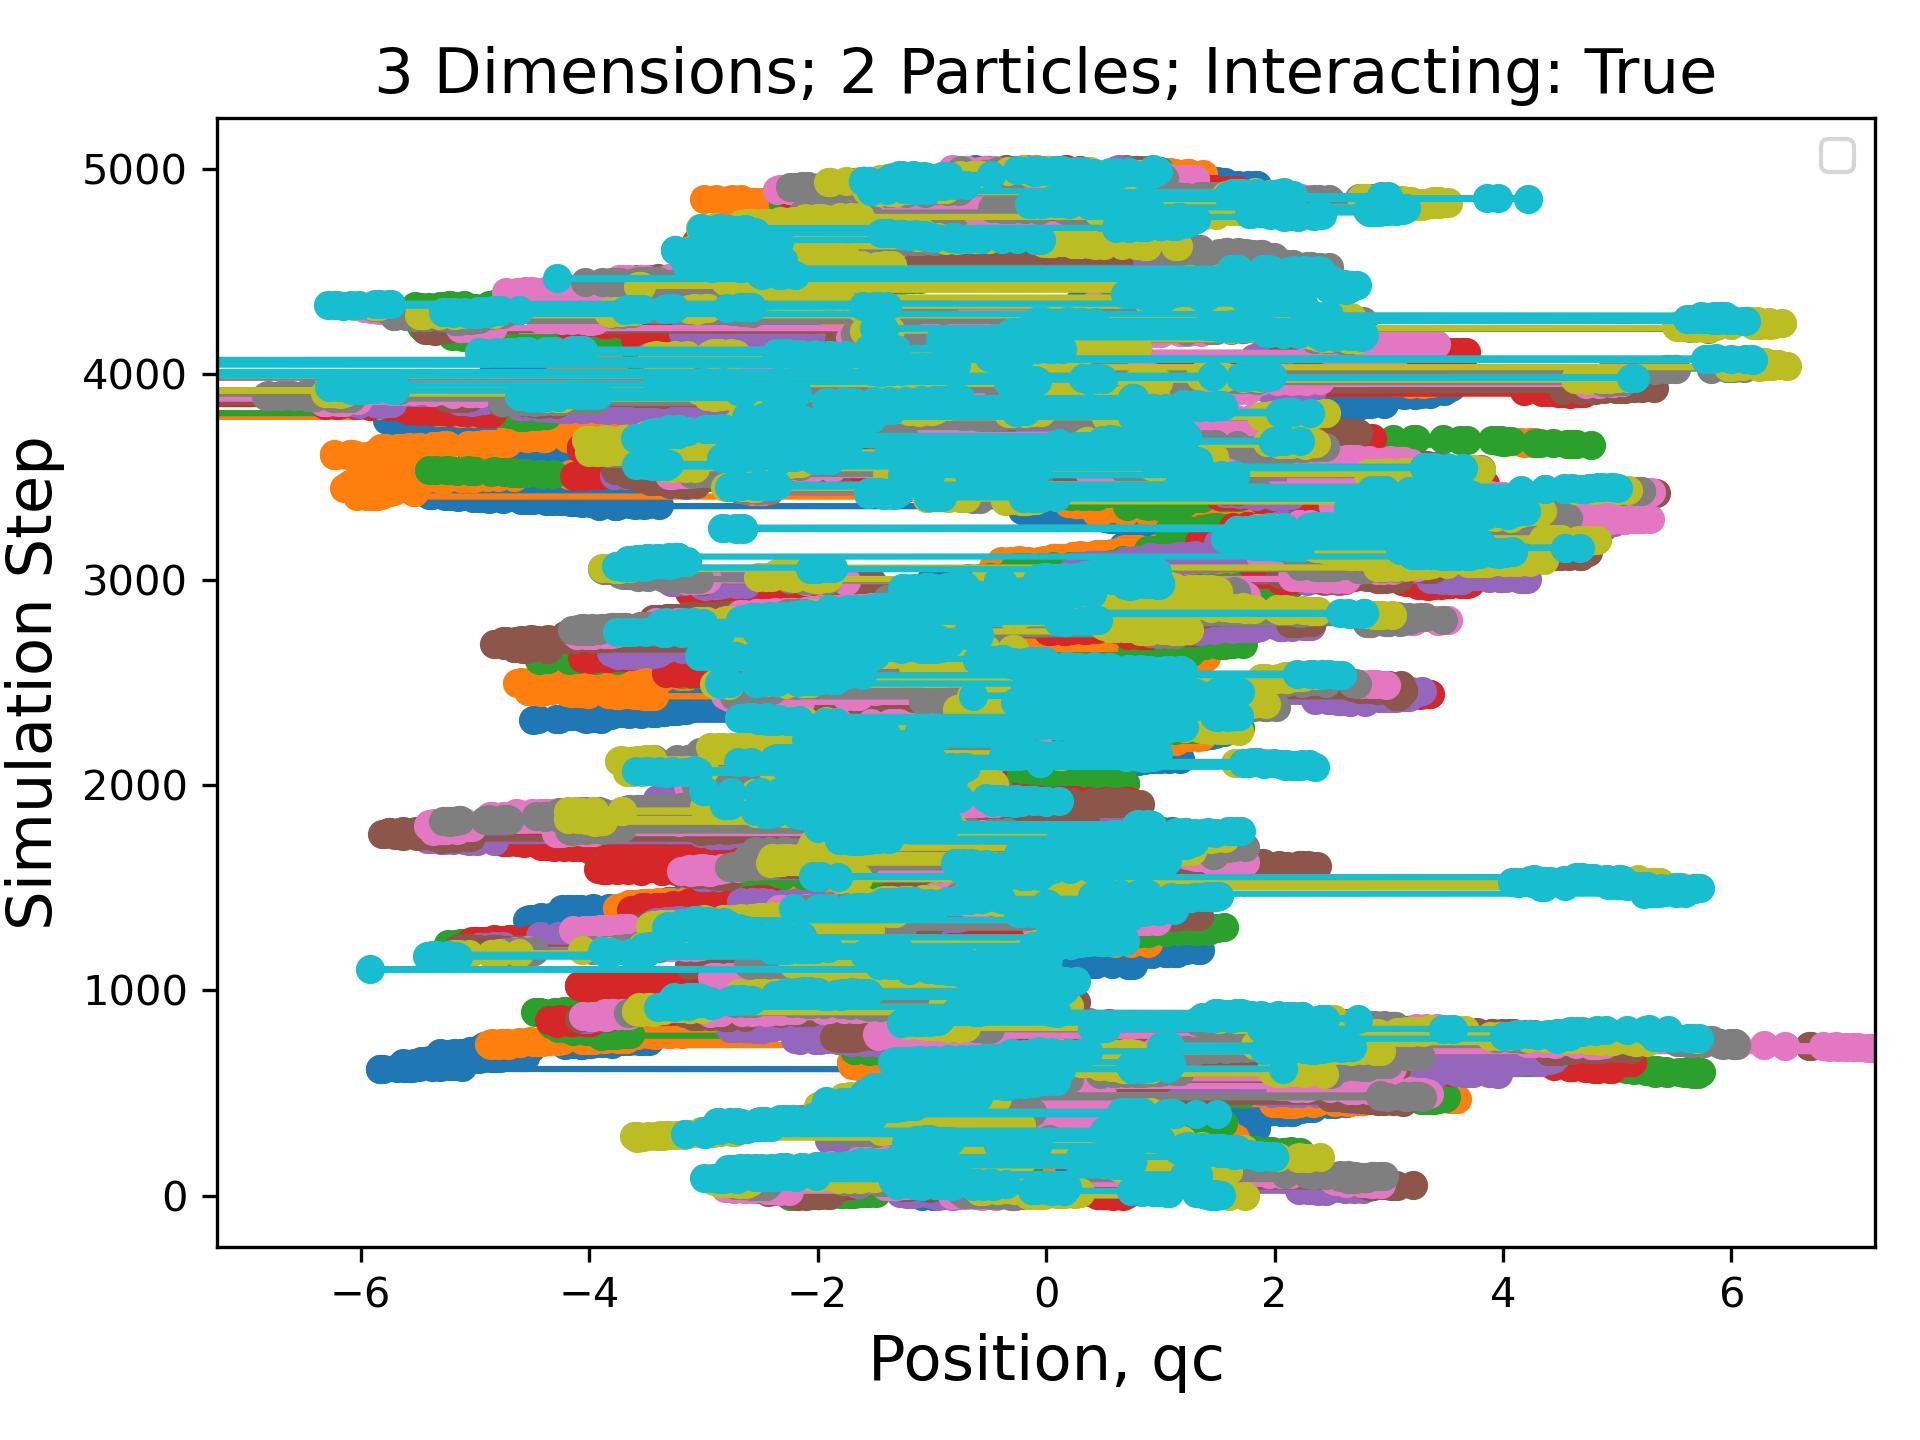 3 Dimensions; 2 Particles; Interacting: True
5000
4000
3000
2000
1000
0
Simulation Step
−6 −4 −2 0 2 4 6
Position, qc